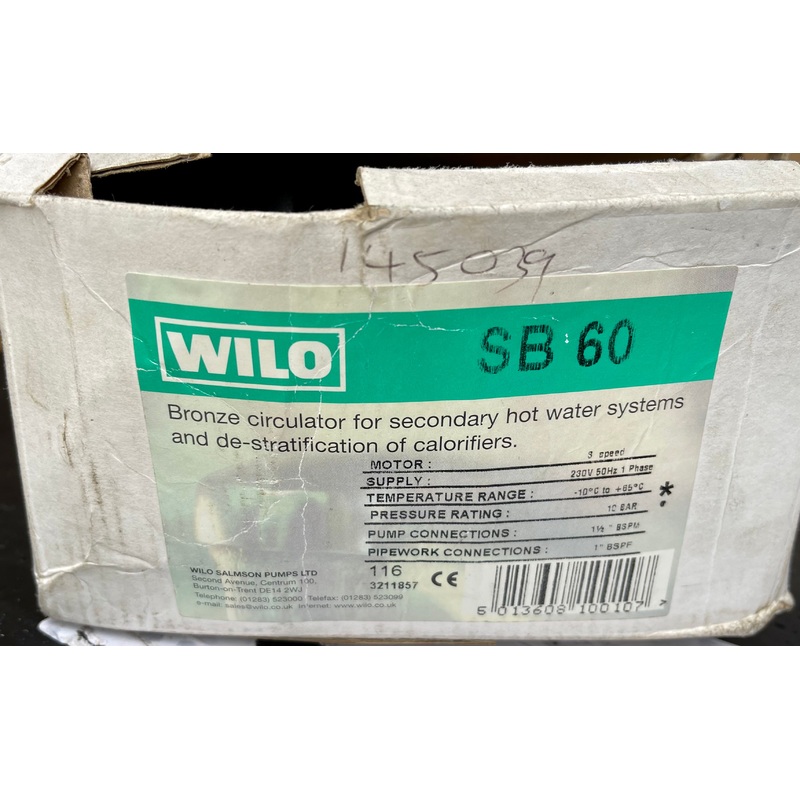 145039
WILO
SB 60
Bronze circulator for secondary hot water systems
and de-stratification of calorifiers.
MOTOR : 3 speed
SUPPLY : 230V 50Hz 1 Phase
TEMPERATURE RANGE : -10°C to +65°C *
PRESSURE RATING : 10 BAR
PUMP CONNECTIONS : 1½ " BSPM
PIPEWORK CONNECTIONS : 1" BSPF
WILO SALMSON PUMPS LTD
Second Avenue, Centrum 100,
Burton-on-Trent DE14 2WJ
Telephone: (01283) 523000 Telefax: (01283) 523099
e-mail: sales@wilo.co.uk internet: www.wilo.co.uk
116
3211857
CE
5 013608 100107 >